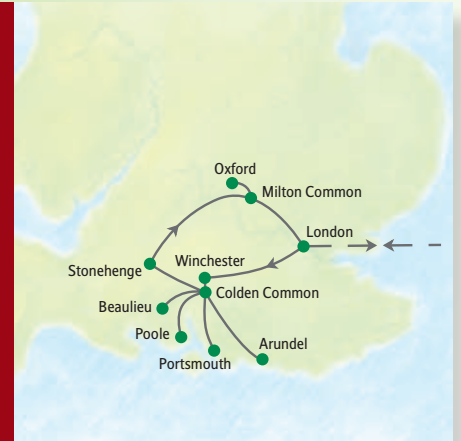 Oxford
Milton Common
London
Winchester
Stonehenge
Colden Common
Beaulieu
Poole
Arundel
Portsmouth